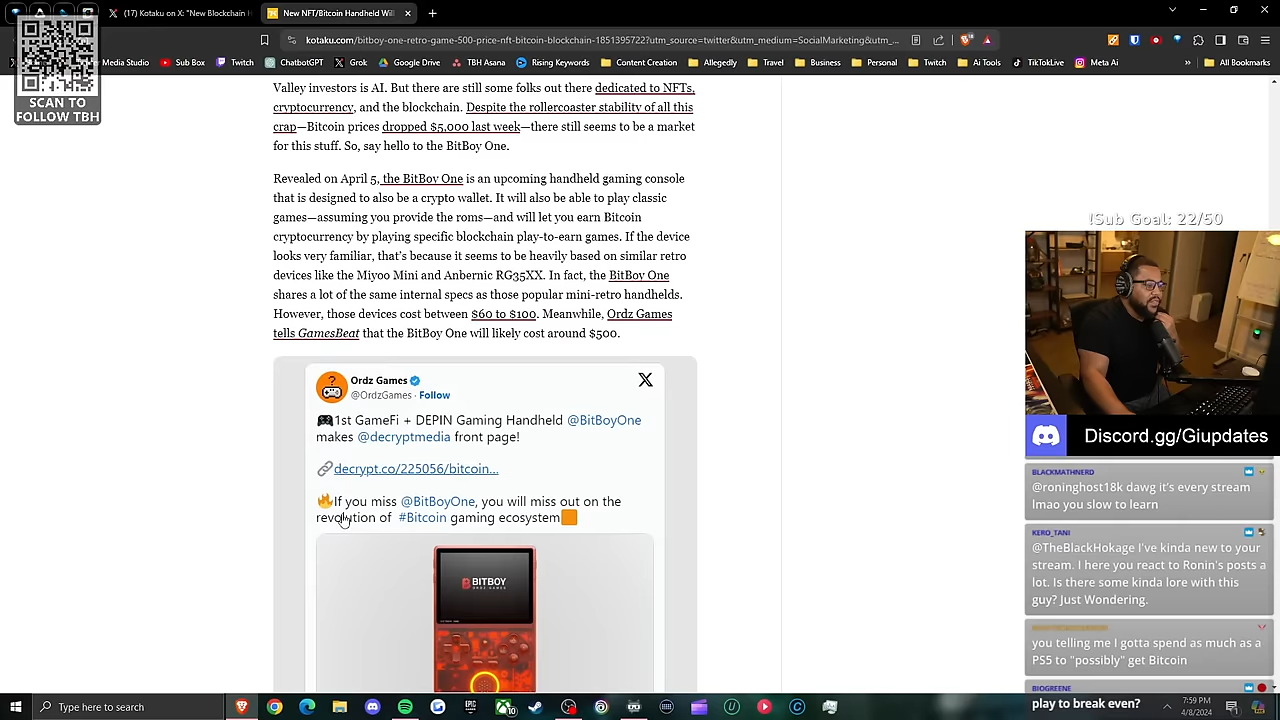 (17) Kotaku on X: "New Blockchain
New NFT/Bitcoin Handheld Wil
kotaku.com/bitboy-one-retro-game-500-price-nft-bitcoin-blockchain-1851395722?utm_source=twitter&utm_medium=SocialMarketing&utm_...
Media Studio
Sub Box
Twitch
ChatbotGPT
Grok
Google Drive
TBH Asana
Rising Keywords
Content Creation
Allegedly
Travel
Business
Personal
Twitch
Ai Tools
TikTokLive
Meta Ai
All Bookmarks
SCAN TO
FOLLOW TBH
Valley investors is AI. But there are still some folks out there dedicated to NFTs,
cryptocurrency, and the blockchain. Despite the rollercoaster stability of all this
crap—Bitcoin prices dropped $5,000 last week—there still seems to be a market
for this stuff. So, say hello to the BitBoy One.
Revealed on April 5, the BitBoy One is an upcoming handheld gaming console
that is designed to also be a crypto wallet. It will also be able to play classic
games—assuming you provide the roms—and will let you earn Bitcoin
cryptocurrency by playing specific blockchain play-to-earn games. If the device
looks very familiar, that's because it seems to be heavily based on similar retro
devices like the Miyoo Mini and Anbernic RG35XX. In fact, the BitBoy One
shares a lot of the same internal specs as those popular mini-retro handhelds.
However, those devices cost between $60 to $100. Meanwhile, Ordz Games
tells GamesBeat that the BitBoy One will likely cost around $500.
Ordz Games
@OrdzGames · Follow
1st GameFi + DEPIN Gaming Handheld @BitBoyOne
makes @decryptmedia front page!
decrypt.co/225056/bitcoin...
If you miss @BitBoyOne, you will miss out on the
revolution of #Bitcoin gaming ecosystem
BITBOY
ORDZ GAMES
!Sub Goal: 22/50
Discord.gg/Giupdates
BLACKMATHNERD
@roninghost18k dawg it's every stream
lmao you slow to learn
KERO_TANI
@TheBlackHokage I've kinda new to your
stream. I here you react to Ronin's posts a
lot. Is there some kinda lore with this
guy? Just Wondering.
you telling me I gotta spend as much as a
PS5 to "possibly" get Bitcoin
BIOGREENE
play to break even?
Type here to search
7:59 PM
4/8/2024